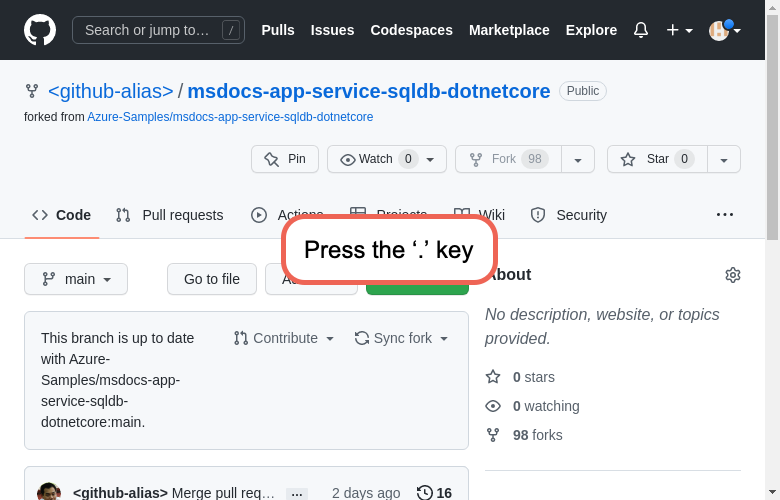 Search or jump to… /
Pulls Issues Codespaces Marketplace Explore
<github-alias> / msdocs-app-service-sqldb-dotnetcore Public
forked from Azure-Samples/msdocs-app-service-sqldb-dotnetcore
Pin Watch 0 Fork 98 Star 0
Code Pull requests Actions Projects Wiki Security
Press the ‘.’ key
main Go to file
About
No description, website, or topics
provided.
This branch is up to date
with Azure-
Samples/msdocs-app-
service-sqldb-
dotnetcore:main.
Contribute Sync fork
0 stars
0 watching
98 forks
<github-alias> Merge pull req… ... 2 days ago 16